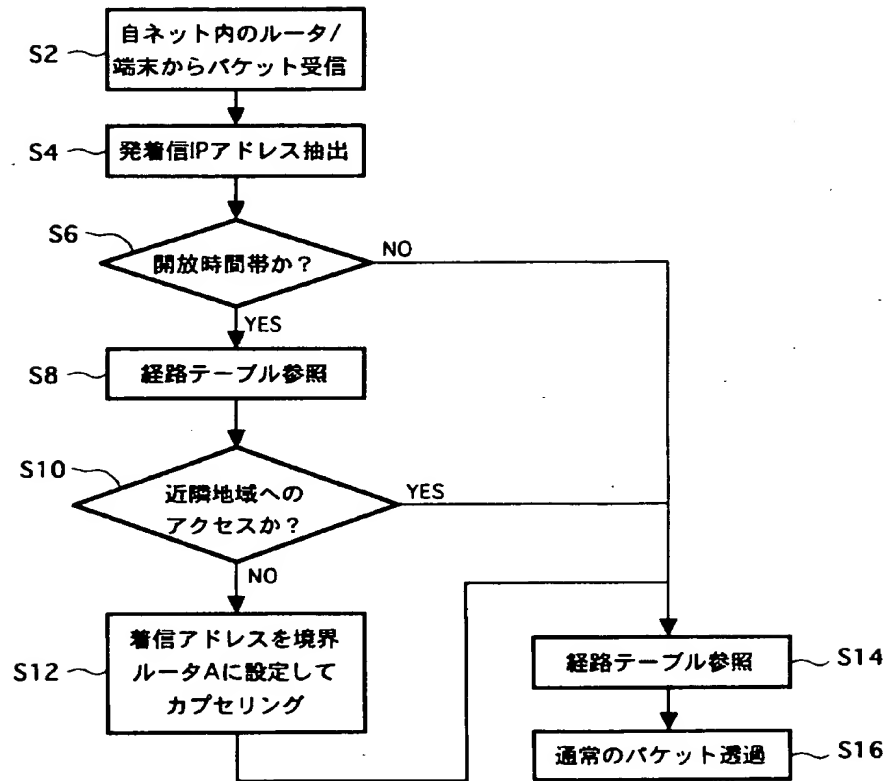 S2
自ネット内のルータ/
端末からパケット受信
S4
発着信IPアドレス抽出
S6
開放時間帯か？
NO
YES
S8
経路テーブル参照
S10
近隣地域への
アクセスか？
YES
NO
S12
着信アドレスを境界
ルータAに設定して
カプセリング
経路テーブル参照
S14
通常のパケット透過
S16